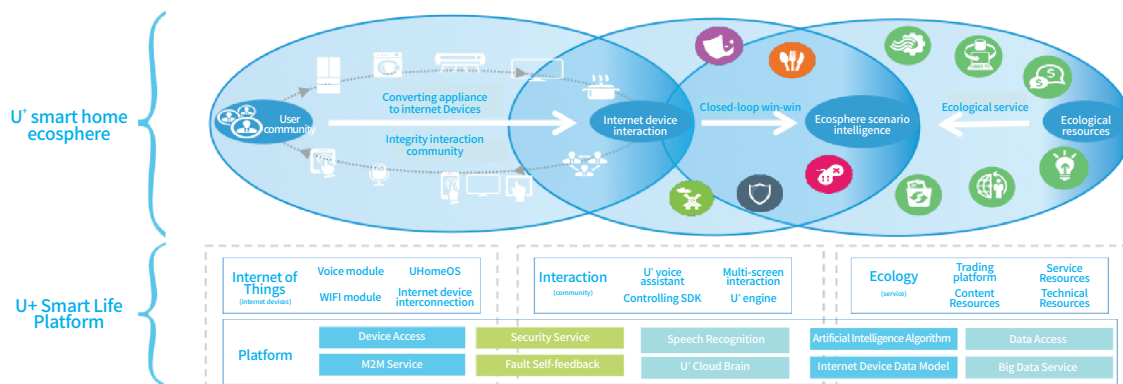 U⁺ smart home
ecosphere
User
community
Converting appliance
to internet Devices
Integrity interaction
community
Internet device
interaction
Closed-loop win-win
Ecosphere scenario
intelligence
Ecological service
Ecological
resources
U+ Smart Life
Platform
Internet of
Things
(internet devices)
Voice module
UHomeOS
WIFI module
Internet device
interconnection
Interaction
(community)
U⁺ voice
assistant
Multi-screen
interaction
Controlling SDK
U⁺ engine
Ecology
(service)
Trading
platform
Service
Resources
Content
Resources
Technical
Resources
Platform
Device Access
Security Service
Speech Recognition
Artificial Intelligence Algorithm
Data Access
M2M Service
Fault Self-feedback
U⁺ Cloud Brain
Internet Device Data Model
Big Data Service